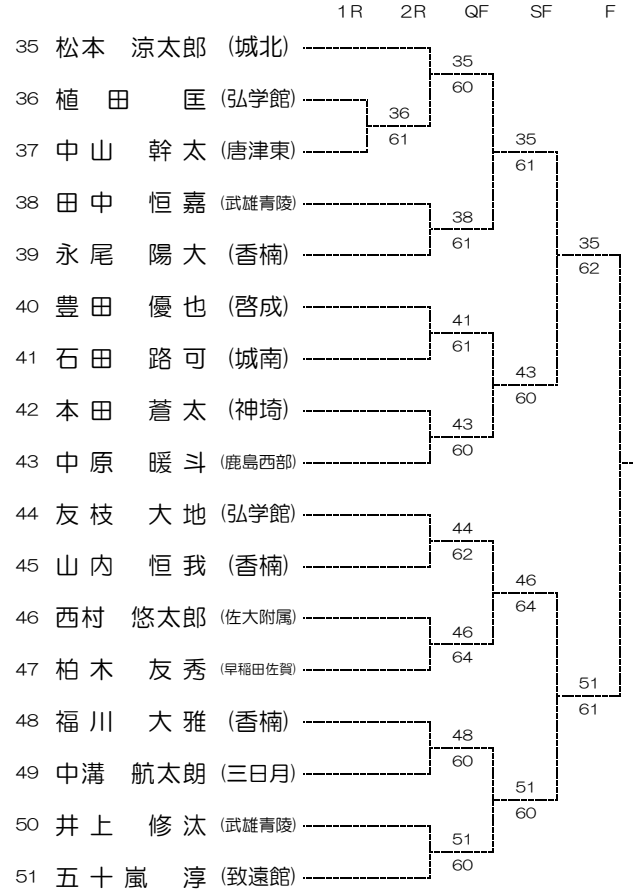 1R 2R QF SF F
35 松本 涼太郎 (城北)
35
60
36 植田 匡 (弘学館)
36
61
37 中山 幹太 (唐津東)
35
61
38 田中 恒嘉 (武雄青陵)
38
61
39 永尾 陽大 (香楠)
35
62
40 豊田 優也 (啓成)
41
61
41 石田 路可 (城南)
43
60
42 本田 蒼太 (神埼)
43
60
43 中原 暖斗 (鹿島西部)
44 友枝 大地 (弘学館)
44
62
45 山内 恒我 (香楠)
46
64
46 西村 悠太郎 (佐大附属)
46
64
47 柏木 友秀 (早稲田佐賀)
51
61
48 福川 大雅 (香楠)
48
60
49 中溝 航太朗 (三日月)
51
60
50 井上 修汰 (武雄青陵)
51
60
51 五十嵐 淳 (致遠館)